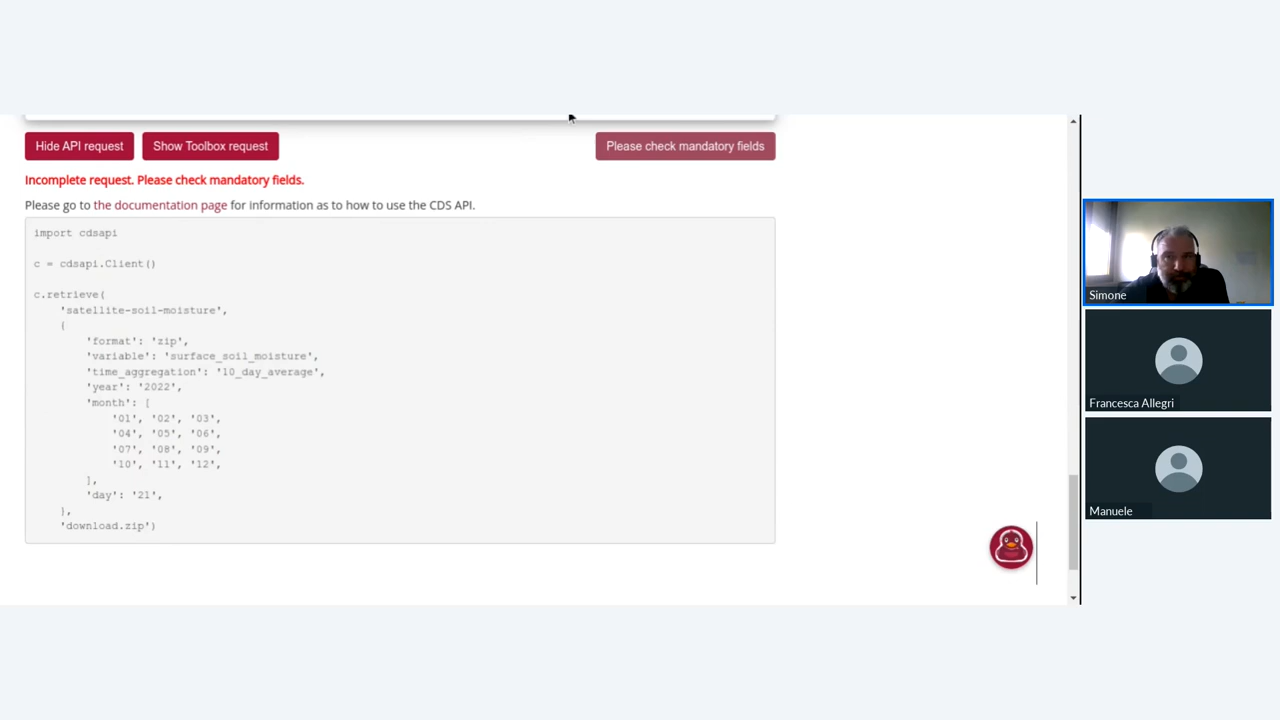 Hide API request
Show Toolbox request
Please check mandatory fields
Incomplete request. Please check mandatory fields.
Please go to the documentation page for information as to how to use the CDS API.
import cdsapi
c = cdsapi.Client()
c.retrieve(
'satellite-soil-moisture',
{
'format': 'zip',
'variable': 'surface_soil_moisture',
'time_aggregation': '10_day_average',
'year': '2022',
'month': [
'01', '02', '03',
'04', '05', '06',
'07', '08', '09',
'10', '11', '12',
],
'day': '21',
},
'download.zip')
Simone
Francesca Allegri
Manuele